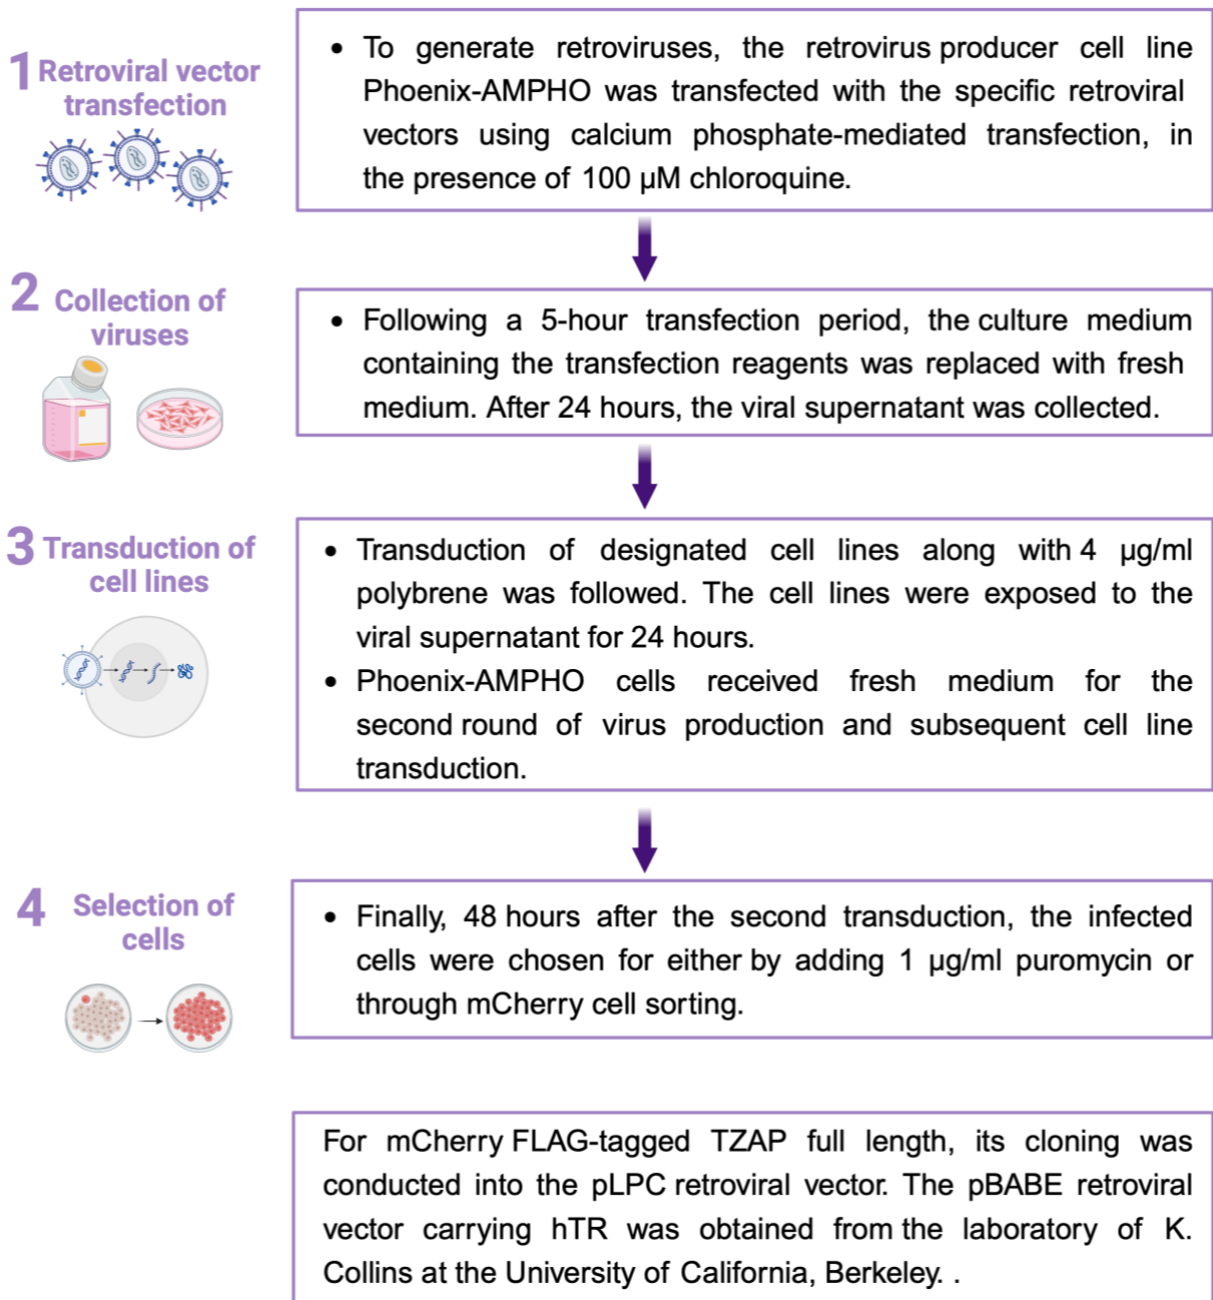 1 Retroviral vector
transfection
• To generate retroviruses, the retrovirus producer cell line
Phoenix-AMPHO was transfected with the specific retroviral
vectors using calcium phosphate-mediated transfection, in
the presence of 100 μM chloroquine.
2 Collection of
viruses
• Following a 5-hour transfection period, the culture medium
containing the transfection reagents was replaced with fresh
medium. After 24 hours, the viral supernatant was collected.
3 Transduction of
cell lines
• Transduction of designated cell lines along with 4 μg/ml
polybrene was followed. The cell lines were exposed to the
viral supernatant for 24 hours.
• Phoenix-AMPHO cells received fresh medium for the
second round of virus production and subsequent cell line
transduction.
4 Selection of
cells
• Finally, 48 hours after the second transduction, the infected
cells were chosen for either by adding 1 μg/ml puromycin or
through mCherry cell sorting.
For mCherry FLAG-tagged TZAP full length, its cloning was
conducted into the pLPC retroviral vector. The pBABE retroviral
vector carrying hTR was obtained from the laboratory of K.
Collins at the University of California, Berkeley. .